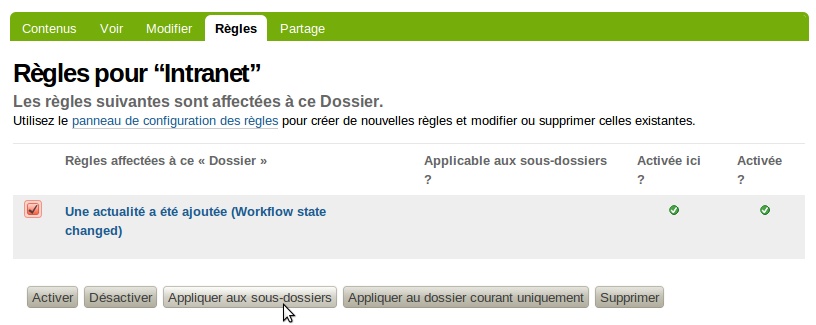 Contenus Voir Modifier Règles Partage
Règles pour “Intranet”
Les règles suivantes sont affectées à ce Dossier.
Utilisez le panneau de configuration des règles pour créer de nouvelles règles et modifier ou supprimer celles existantes.
Règles affectées à ce « Dossier » Applicable aux sous-dossiers Activée ici Activée
? ? ?
Une actualité a été ajoutée (Workflow state
changed)
Activer Désactiver Appliquer aux sous-dossiers Appliquer au dossier courant uniquement Supprimer